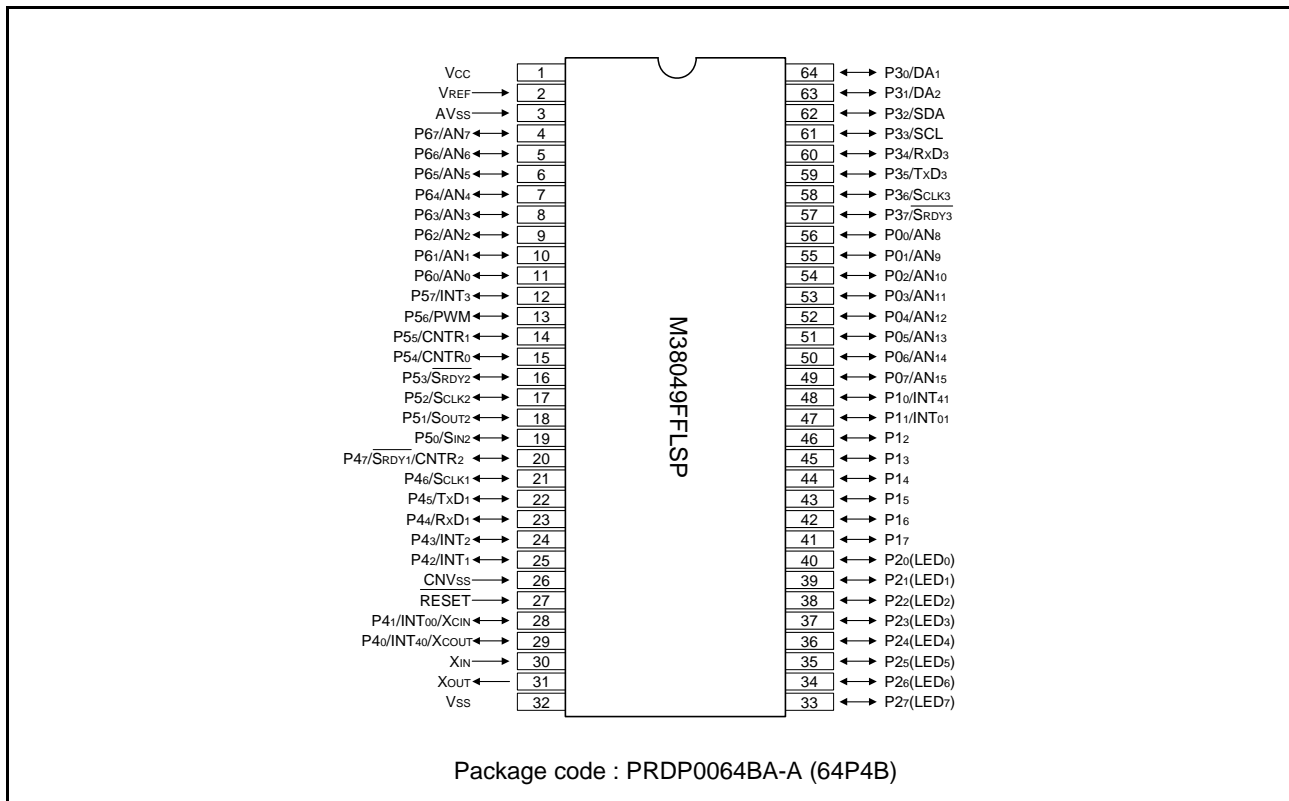 VCC 1
VREF 2
AVSS 3
P67/AN7 4
P66/AN6 5
P65/AN5 6
P64/AN4 7
P63/AN3 8
P62/AN2 9
P61/AN1 10
P60/AN0 11
P57/INT3 12
P56/PWM 13
P55/CNTR1 14
P54/CNTR0 15
P53/SRDY2 16
P52/SCLK2 17
P51/SOUT2 18
P50/SIN2 19
P47/SRDY1/CNTR2 20
P46/SCLK1 21
P45/TXD1 22
P44/RXD1 23
P43/INT2 24
P42/INT1 25
CNVSS 26
RESET 27
P41/INT00/XCIN 28
P40/INT40/XCOUT 29
XIN 30
XOUT 31
VSS 32
M38049FFLSP
64 P30/DA1
63 P31/DA2
62 P32/SDA
61 P33/SCL
60 P34/RXD3
59 P35/TXD3
58 P36/SCLK3
57 P37/SRDY3
56 P00/AN8
55 P01/AN9
54 P02/AN10
53 P03/AN11
52 P04/AN12
51 P05/AN13
50 P06/AN14
49 P07/AN15
48 P10/INT41
47 P11/INT01
46 P12
45 P13
44 P14
43 P15
42 P16
41 P17
40 P20(LED0)
39 P21(LED1)
38 P22(LED2)
37 P23(LED3)
36 P24(LED4)
35 P25(LED5)
34 P26(LED6)
33 P27(LED7)
Package code : PRDP0064BA-A (64P4B)